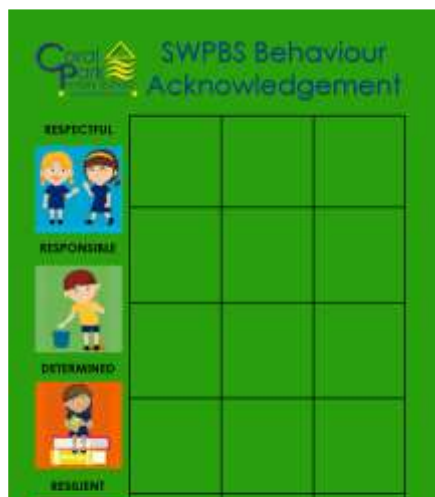 Coral
Park
SWPBS Behaviour
Acknowledgement
RESPECTFUL
RESPONSIBLE
DETERMINED
RESILIENT